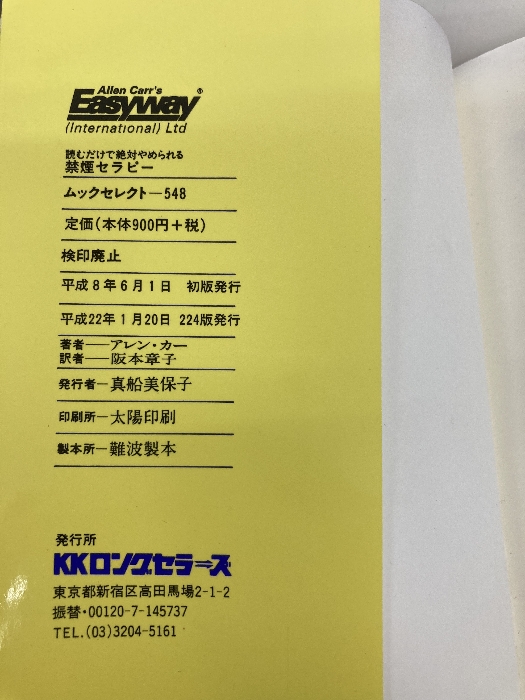 Allen Carr's
Easyway®
(International) Ltd
読むだけで絶対やめられる
禁煙セラピー
ムックセレクト―548
定価(本体900円+税)
検印廃止
平成8年6月1日 初版発行
平成22年1月20日 224版発行
著者――アレン・カー
訳者――阪本章子
発行者―真船美保子
印刷所―太陽印刷
製本所―難波製本
発行所
KKロングセラーズ
東京都新宿区高田馬場2-1-2
振替・00120-7-145737
TEL.(03)3204-5161